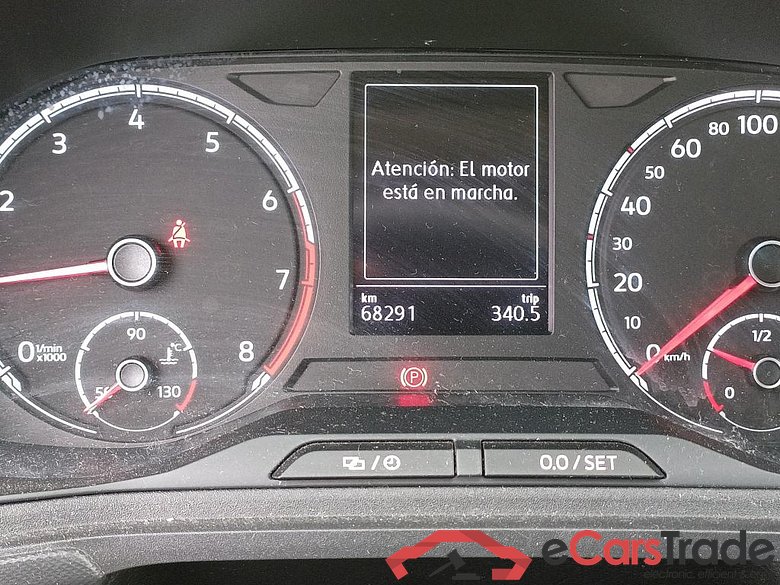 2
3
4
5
6
7
8
0
1/min
x1000
90
50
130
°C
Atención: El motor
está en marcha.
km trip
68291 340.5
(P)
0 km/h
10
20
30
40
50
60
80
100
1/2
0
0.0 / SET
eCarsTrade